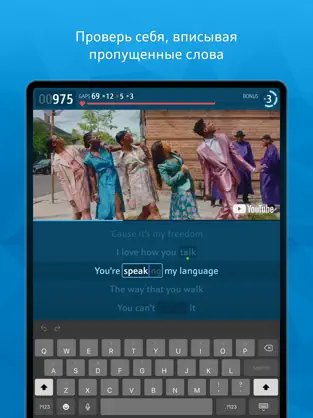 Проверь себя, вписывая
пропущенные слова
00975
GAPS 69 +12 -5 +3
BONUS
3
YouTube
'Cause it's my freedom
I love how you talk
You're speaking my language
The way that you walk
You can't it
Q W E R T Y U I O P
A S D F G H J K L
Z X C V B N M
.?123
.?123